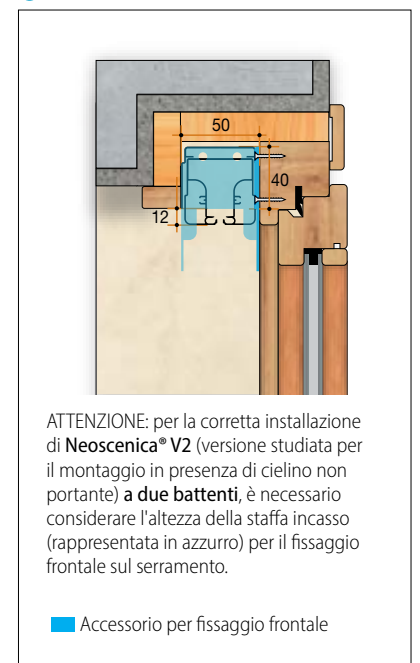 50
40
12
ATTENZIONE: per la corretta installazione
di Neoscenica® V2 (versione studiata per
il montaggio in presenza di cielino non
portante) a due battenti, è necessario
considerare l'altezza della staffa incasso
(rappresentata in azzurro) per il fissaggio
frontale sul serramento.
Accessorio per fissaggio frontale